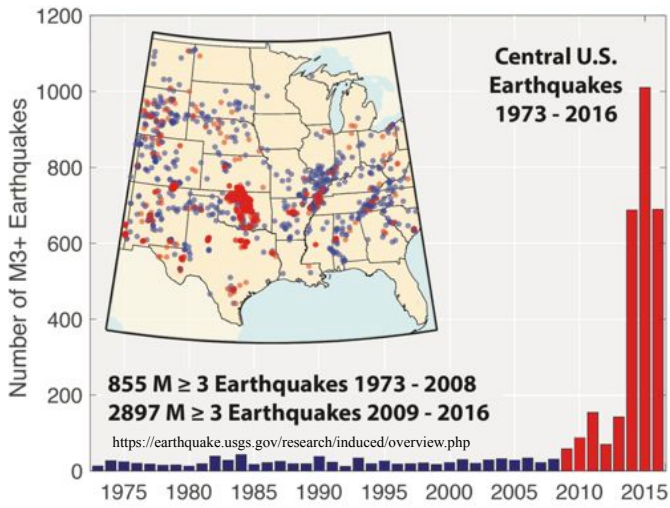 Central U.S.
Earthquakes
1973 - 2016
Number of M3+ Earthquakes
1200
1000
800
600
400
200
0
855 M ≥ 3 Earthquakes 1973 - 2008
2897 M ≥ 3 Earthquakes 2009 - 2016
https://earthquake.usgs.gov/research/induced/overview.php
1975 1980 1985 1990 1995 2000 2005 2010 2015